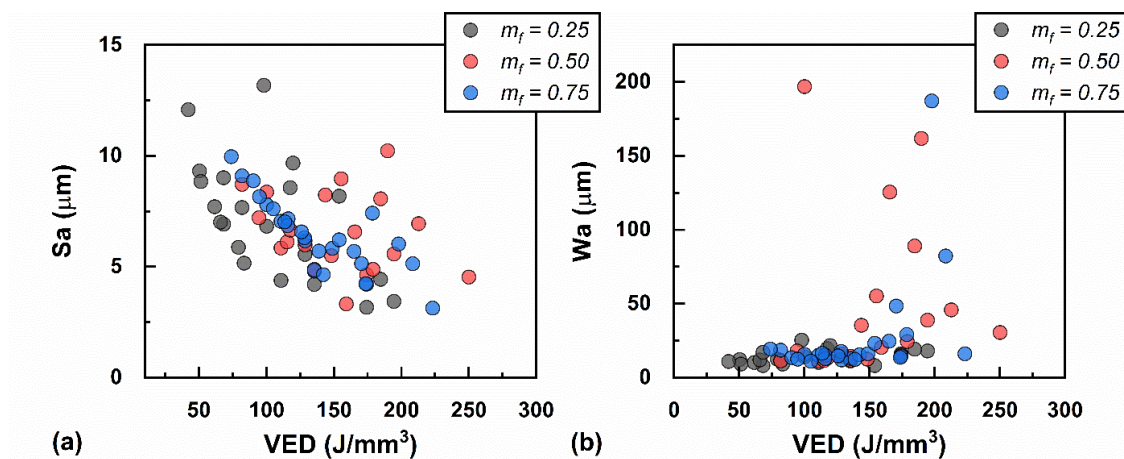 m_f = 0.25
m_f = 0.50
m_f = 0.75
15
10
5
0
Sa (μm)
50 100 150 200 250 300
(a) VED (J/mm³)
m_f = 0.25
m_f = 0.50
m_f = 0.75
200
150
100
50
0
Wa (μm)
0 50 100 150 200 250 300
(b) VED (J/mm³)